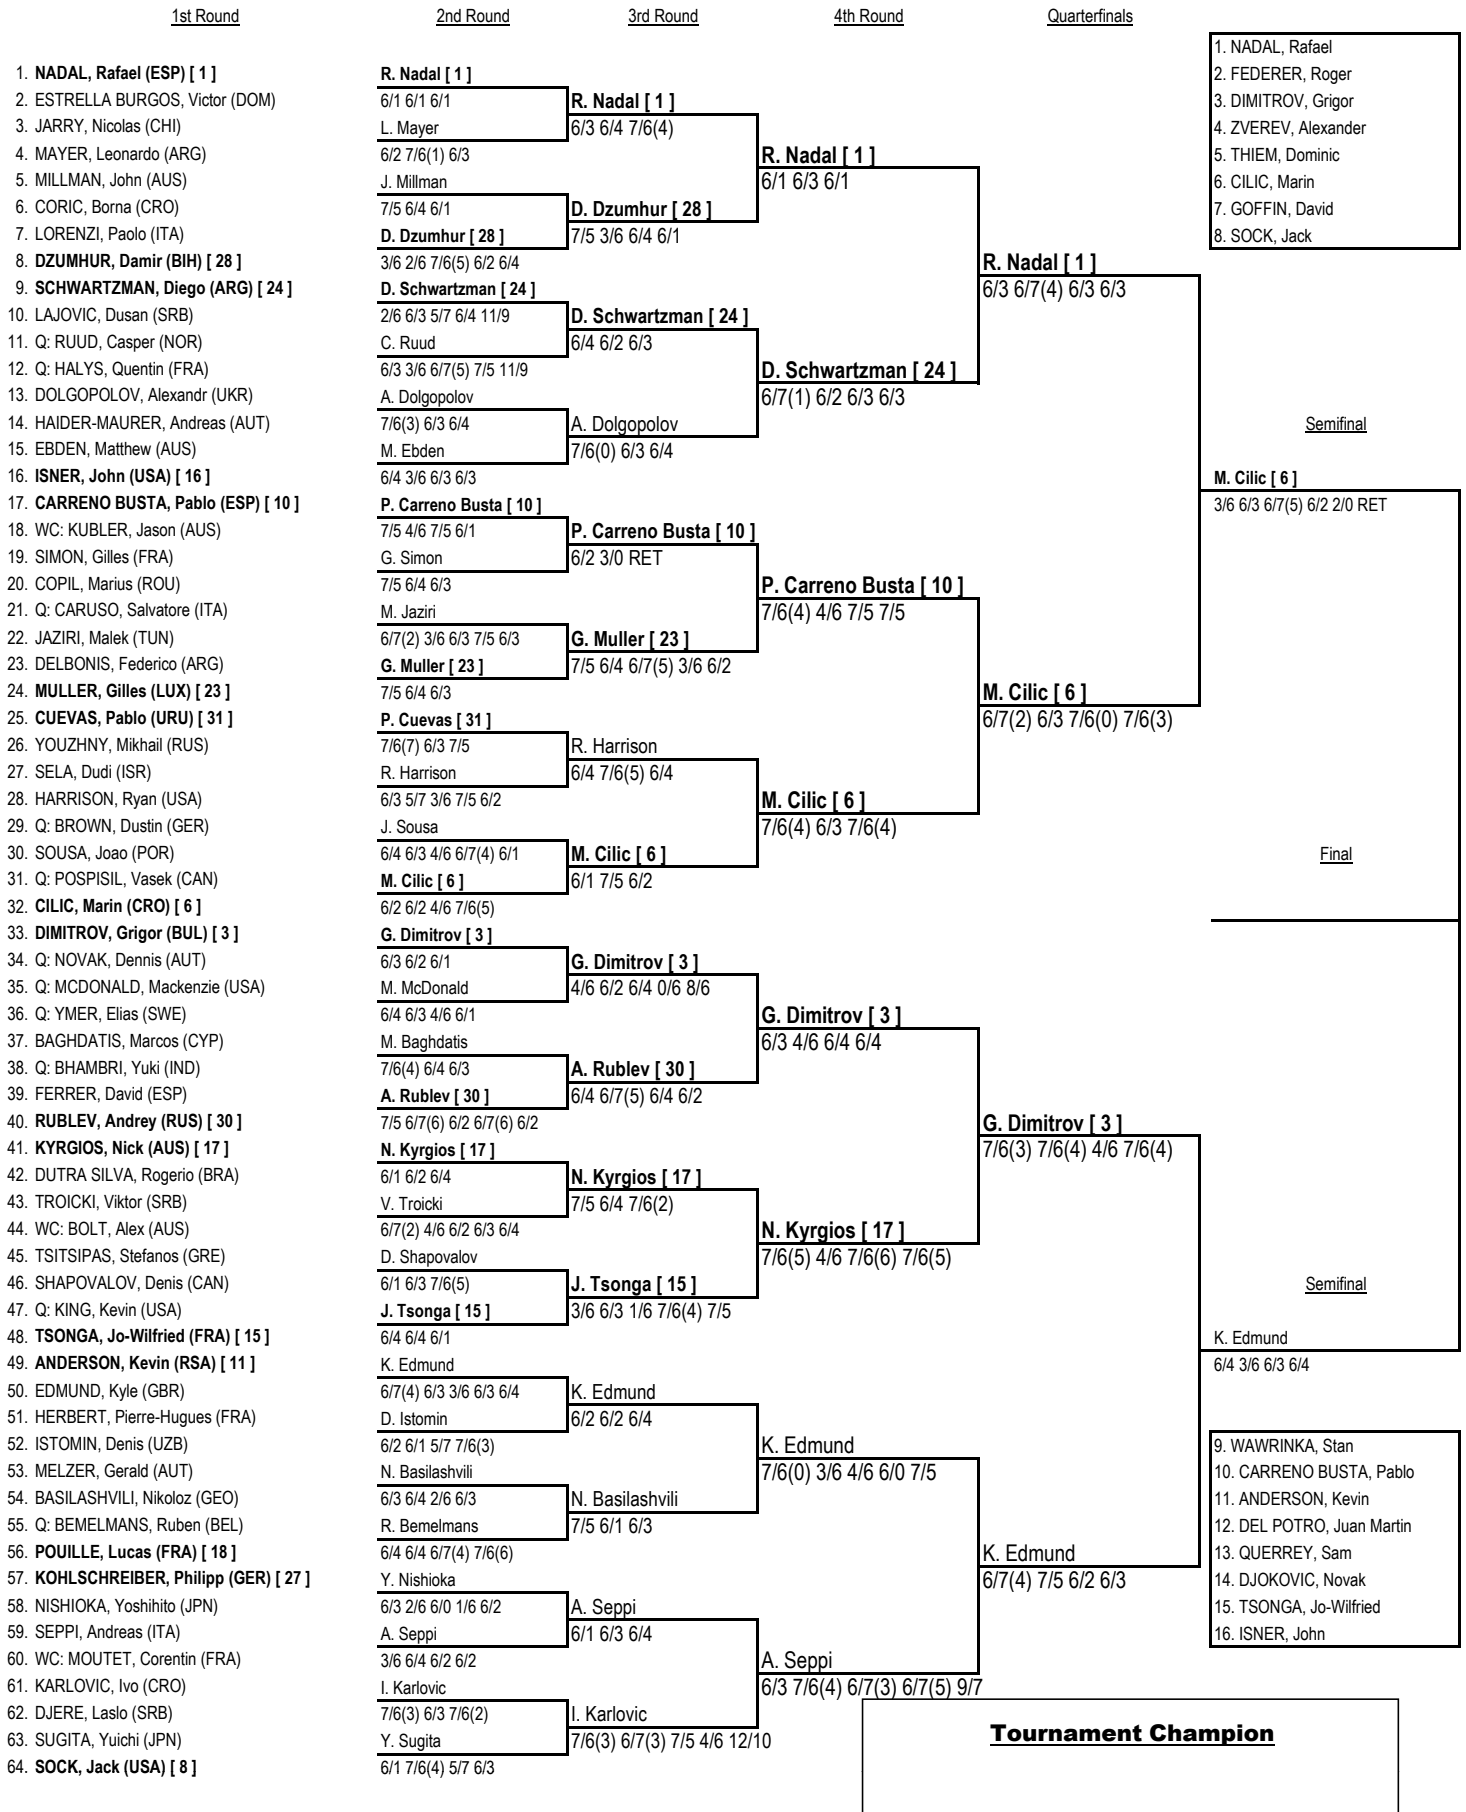 1st Round
2nd Round
3rd Round
4th Round
Quarterfinals
1. NADAL, Rafael (ESP) [ 1 ]
2. ESTRELLA BURGOS, Victor (DOM)
3. JARRY, Nicolas (CHI)
4. MAYER, Leonardo (ARG)
5. MILLMAN, John (AUS)
6. CORIC, Borna (CRO)
7. LORENZI, Paolo (ITA)
8. DZUMHUR, Damir (BIH) [ 28 ]
9. SCHWARTZMAN, Diego (ARG) [ 24 ]
10. LAJOVIC, Dusan (SRB)
11. Q: RUUD, Casper (NOR)
12. Q: HALYS, Quentin (FRA)
13. DOLGOPOLOV, Alexandr (UKR)
14. HAIDER-MAURER, Andreas (AUT)
15. EBDEN, Matthew (AUS)
16. ISNER, John (USA) [ 16 ]
17. CARRENO BUSTA, Pablo (ESP) [ 10 ]
18. WC: KUBLER, Jason (AUS)
19. SIMON, Gilles (FRA)
20. COPIL, Marius (ROU)
21. Q: CARUSO, Salvatore (ITA)
22. JAZIRI, Malek (TUN)
23. DELBONIS, Federico (ARG)
24. MULLER, Gilles (LUX) [ 23 ]
25. CUEVAS, Pablo (URU) [ 31 ]
26. YOUZHNY, Mikhail (RUS)
27. SELA, Dudi (ISR)
28. HARRISON, Ryan (USA)
29. Q: BROWN, Dustin (GER)
30. SOUSA, Joao (POR)
31. Q: POSPISIL, Vasek (CAN)
32. CILIC, Marin (CRO) [ 6 ]
33. DIMITROV, Grigor (BUL) [ 3 ]
34. Q: NOVAK, Dennis (AUT)
35. Q: MCDONALD, Mackenzie (USA)
36. Q: YMER, Elias (SWE)
37. BAGHDATIS, Marcos (CYP)
38. Q: BHAMBRI, Yuki (IND)
39. FERRER, David (ESP)
40. RUBLEV, Andrey (RUS) [ 30 ]
41. KYRGIOS, Nick (AUS) [ 17 ]
42. DUTRA SILVA, Rogerio (BRA)
43. TROICKI, Viktor (SRB)
44. WC: BOLT, Alex (AUS)
45. TSITSIPAS, Stefanos (GRE)
46. SHAPOVALOV, Denis (CAN)
47. Q: KING, Kevin (USA)
48. TSONGA, Jo-Wilfried (FRA) [ 15 ]
49. ANDERSON, Kevin (RSA) [ 11 ]
50. EDMUND, Kyle (GBR)
51. HERBERT, Pierre-Hugues (FRA)
52. ISTOMIN, Denis (UZB)
53. MELZER, Gerald (AUT)
54. BASILASHVILI, Nikoloz (GEO)
55. Q: BEMELMANS, Ruben (BEL)
56. POUILLE, Lucas (FRA) [ 18 ]
57. KOHLSCHREIBER, Philipp (GER) [ 27 ]
58. NISHIOKA, Yoshihito (JPN)
59. SEPPI, Andreas (ITA)
60. WC: MOUTET, Corentin (FRA)
61. KARLOVIC, Ivo (CRO)
62. DJERE, Laslo (SRB)
63. SUGITA, Yuichi (JPN)
64. SOCK, Jack (USA) [ 8 ]
R. Nadal [ 1 ]
6/1 6/1 6/1
L. Mayer
6/2 7/6(1) 6/3
J. Millman
7/5 6/4 6/1
D. Dzumhur [ 28 ]
3/6 2/6 7/6(5) 6/2 6/4
D. Schwartzman [ 24 ]
2/6 6/3 5/7 6/4 11/9
C. Ruud
6/3 3/6 6/7(5) 7/5 11/9
A. Dolgopolov
7/6(3) 6/3 6/4
M. Ebden
6/4 3/6 6/3 6/3
P. Carreno Busta [ 10 ]
7/5 4/6 7/5 6/1
G. Simon
7/5 6/4 6/3
M. Jaziri
6/7(2) 3/6 6/3 7/5 6/3
G. Muller [ 23 ]
7/5 6/4 6/3
P. Cuevas [ 31 ]
7/6(7) 6/3 7/5
R. Harrison
6/3 5/7 3/6 7/5 6/2
J. Sousa
6/4 6/3 4/6 6/7(4) 6/1
M. Cilic [ 6 ]
6/2 6/2 4/6 7/6(5)
G. Dimitrov [ 3 ]
6/3 6/2 6/1
M. McDonald
6/4 6/3 4/6 6/1
M. Baghdatis
7/6(4) 6/4 6/3
A. Rublev [ 30 ]
7/5 6/7(6) 6/2 6/7(6) 6/2
N. Kyrgios [ 17 ]
6/1 6/2 6/4
V. Troicki
6/7(2) 4/6 6/2 6/3 6/4
D. Shapovalov
6/1 6/3 7/6(5)
J. Tsonga [ 15 ]
6/4 6/4 6/1
K. Edmund
6/7(4) 6/3 3/6 6/3 6/4
D. Istomin
6/2 6/1 5/7 7/6(3)
N. Basilashvili
6/3 6/4 2/6 6/3
R. Bemelmans
6/4 6/4 6/7(4) 7/6(6)
Y. Nishioka
6/3 2/6 6/0 1/6 6/2
A. Seppi
3/6 6/4 6/2 6/2
I. Karlovic
7/6(3) 6/3 7/6(2)
Y. Sugita
6/1 7/6(4) 5/7 6/3
R. Nadal [ 1 ]
6/3 6/4 7/6(4)
D. Dzumhur [ 28 ]
7/5 3/6 6/4 6/1
D. Schwartzman [ 24 ]
6/4 6/2 6/3
A. Dolgopolov
7/6(0) 6/3 6/4
P. Carreno Busta [ 10 ]
6/2 3/0 RET
G. Muller [ 23 ]
7/5 6/4 6/7(5) 3/6 6/2
R. Harrison
6/4 7/6(5) 6/4
M. Cilic [ 6 ]
6/1 7/5 6/2
G. Dimitrov [ 3 ]
4/6 6/2 6/4 0/6 8/6
A. Rublev [ 30 ]
6/4 6/7(5) 6/4 6/2
N. Kyrgios [ 17 ]
7/5 6/4 7/6(2)
J. Tsonga [ 15 ]
3/6 6/3 1/6 7/6(4) 7/5
K. Edmund
6/2 6/2 6/4
N. Basilashvili
7/5 6/1 6/3
A. Seppi
6/1 6/3 6/4
I. Karlovic
7/6(3) 6/7(3) 7/5 4/6 12/10
R. Nadal [ 1 ]
6/1 6/3 6/1
D. Schwartzman [ 24 ]
6/7(1) 6/2 6/3 6/3
P. Carreno Busta [ 10 ]
7/6(4) 4/6 7/5 7/5
M. Cilic [ 6 ]
7/6(4) 6/3 7/6(4)
G. Dimitrov [ 3 ]
6/3 4/6 6/4 6/4
N. Kyrgios [ 17 ]
7/6(5) 4/6 7/6(6) 7/6(5)
K. Edmund
7/6(0) 3/6 4/6 6/0 7/5
A. Seppi
6/3 7/6(4) 6/7(3) 6/7(5) 9/7
R. Nadal [ 1 ]
6/3 6/7(4) 6/3 6/3
M. Cilic [ 6 ]
6/7(2) 6/3 7/6(0) 7/6(3)
G. Dimitrov [ 3 ]
7/6(3) 7/6(4) 4/6 7/6(4)
K. Edmund
6/7(4) 7/5 6/2 6/3
1. NADAL, Rafael
2. FEDERER, Roger
3. DIMITROV, Grigor
4. ZVEREV, Alexander
5. THIEM, Dominic
6. CILIC, Marin
7. GOFFIN, David
8. SOCK, Jack
Semifinal
M. Cilic [ 6 ]
3/6 6/3 6/7(5) 6/2 2/0 RET
Final
Semifinal
K. Edmund
6/4 3/6 6/3 6/4
9. WAWRINKA, Stan
10. CARRENO BUSTA, Pablo
11. ANDERSON, Kevin
12. DEL POTRO, Juan Martin
13. QUERREY, Sam
14. DJOKOVIC, Novak
15. TSONGA, Jo-Wilfried
16. ISNER, John
Tournament Champion